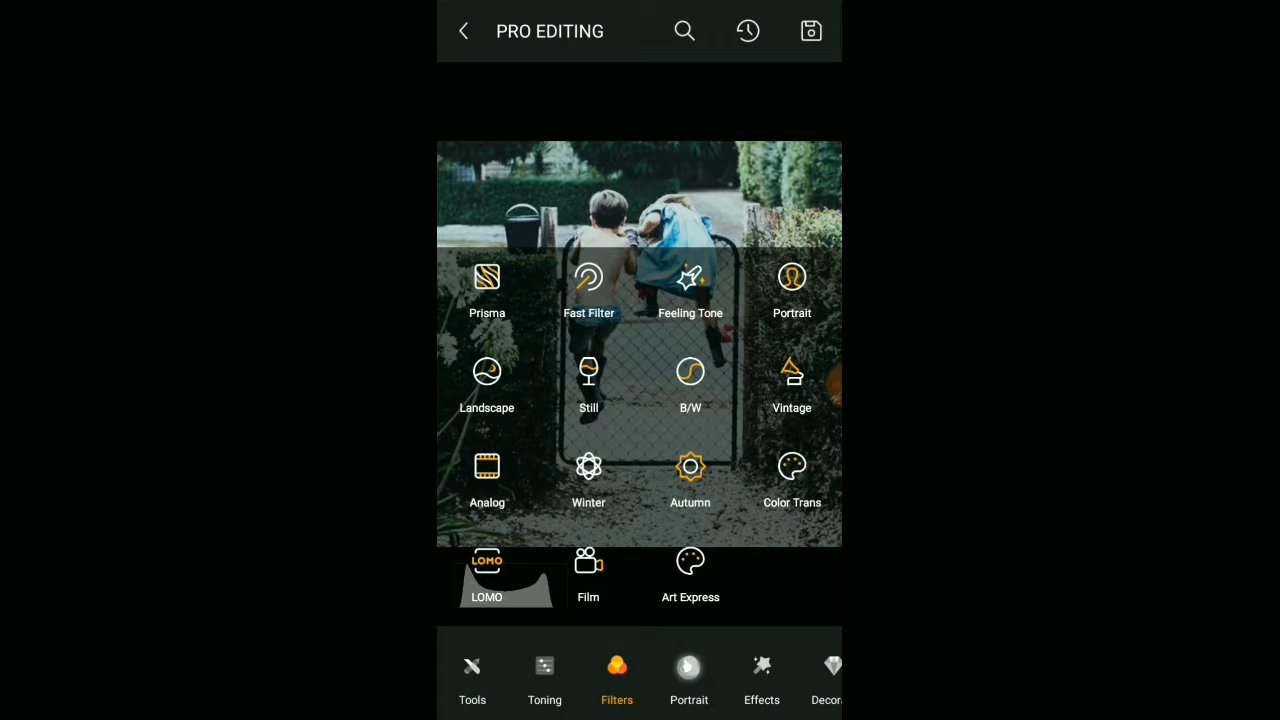 PRO EDITING
Prisma
Fast Filter
Feeling Tone
Portrait
Landscape
Still
B/W
Vintage
Analog
Winter
Autumn
Color Trans
LOMO
LOMO
Film
Art Express
Tools
Toning
Filters
Portrait
Effects
Decor